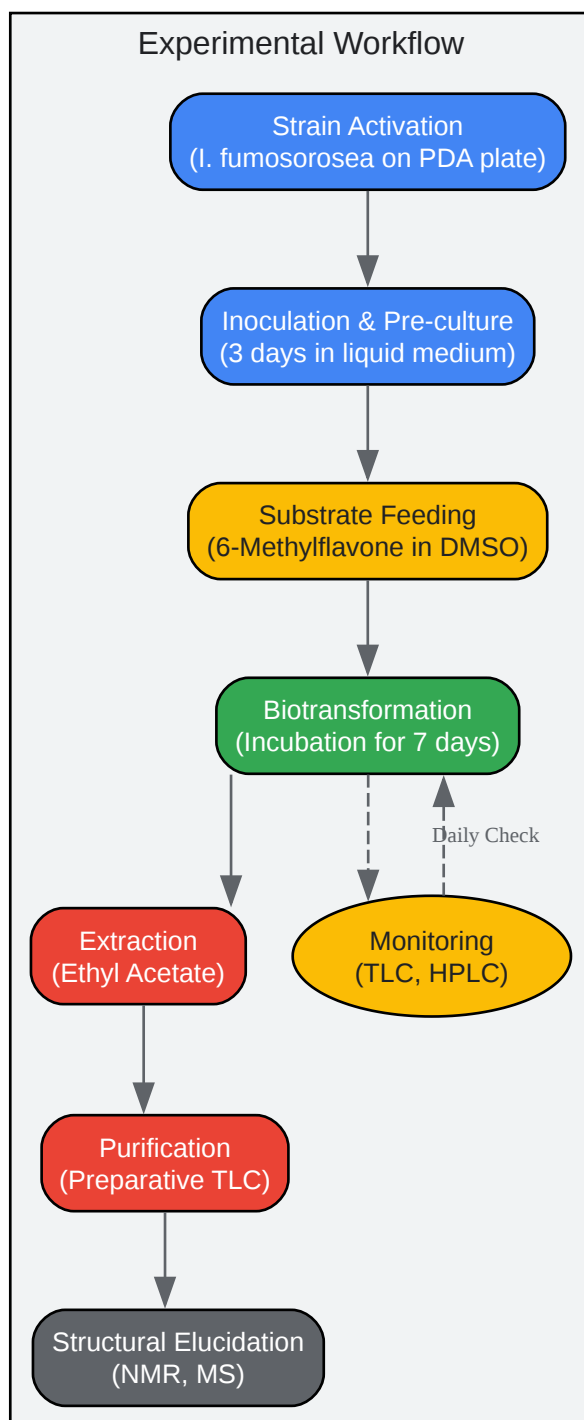 Experimental Workflow
Strain Activation
(I. fumosorosea on PDA plate)
Inoculation & Pre-culture
(3 days in liquid medium)
Substrate Feeding
(6-Methylflavone in DMSO)
Biotransformation
(Incubation for 7 days)
Daily Check
Extraction
(Ethyl Acetate)
Monitoring
(TLC, HPLC)
Purification
(Preparative TLC)
Structural Elucidation
(NMR, MS)